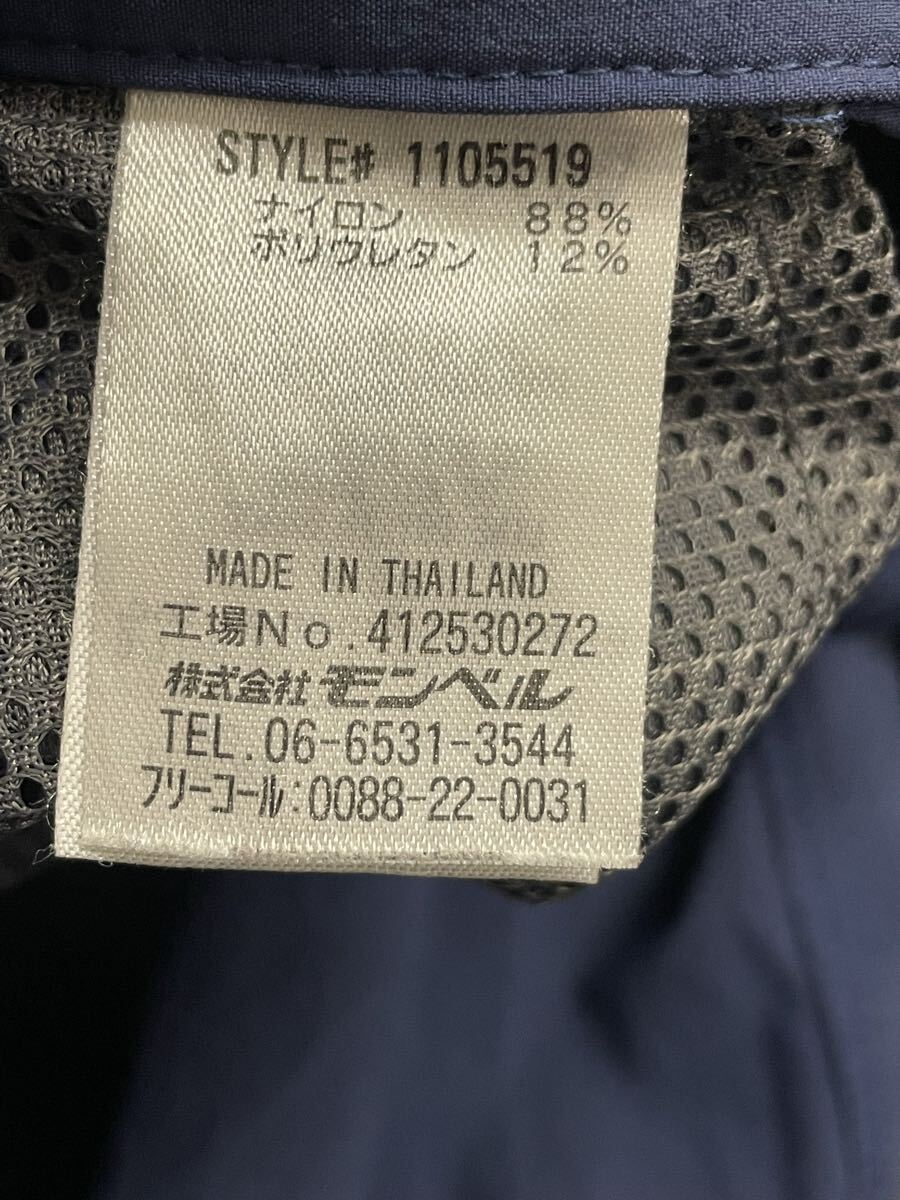 STYLE# 1105519
ナイロン 88%
ポリウレタン 12%
MADE IN THAILAND
工場No.412530272
株式会社モンベル
TEL.06-6531-3544
フリーコール:0088-22-0031